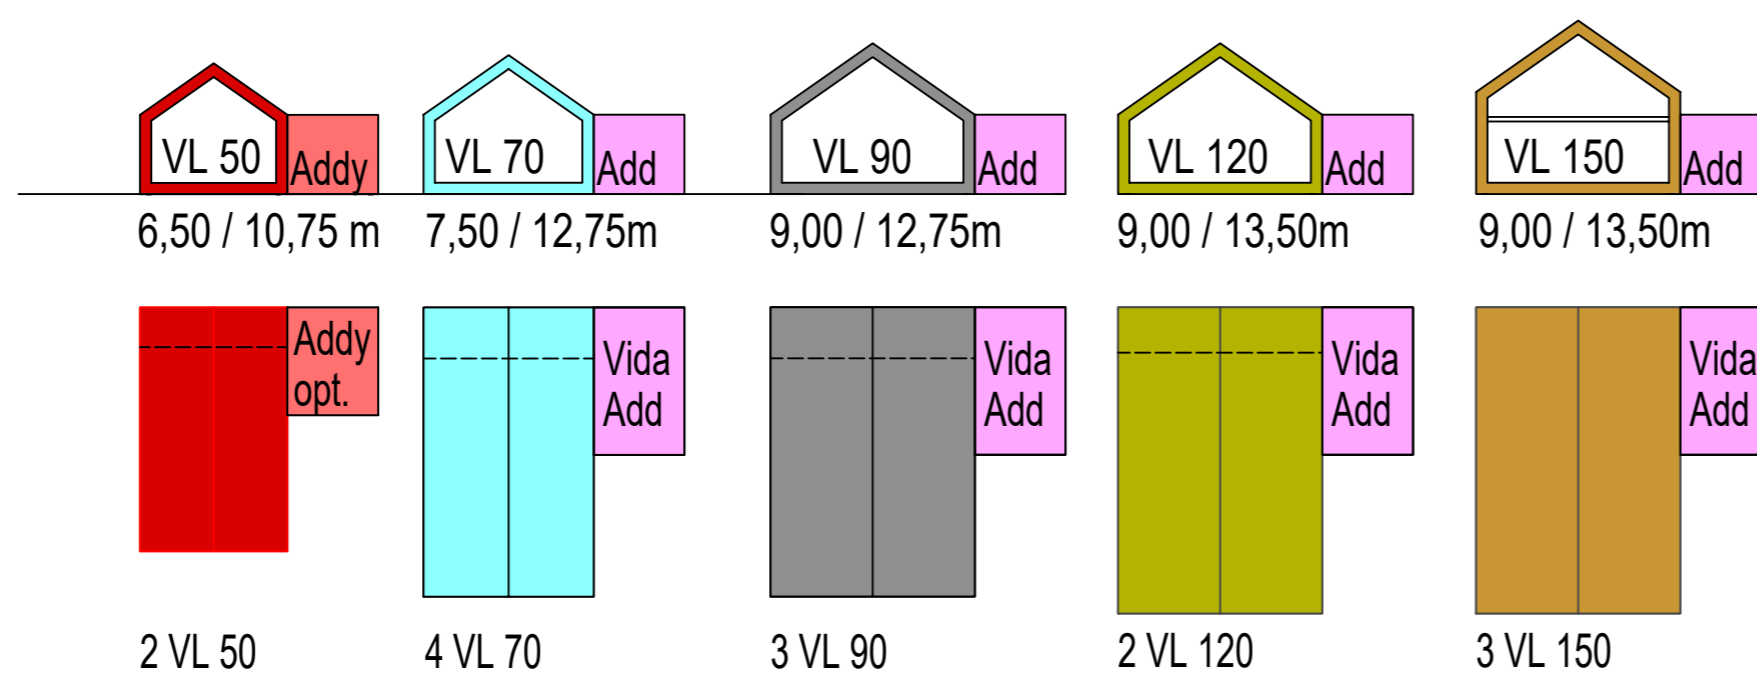 VL 50 Addy VL 70 Add VL 90 Add VL 120 Add VL 150 Add
6,50 / 10,75 m 7,50 / 12,75m 9,00 / 12,75m 9,00 / 13,50m 9,00 / 13,50m
Addy Vida Vida Vida Vida
opt. Add Add Add Add
2 VL 50 4 VL 70 3 VL 90 2 VL 120 3 VL 150